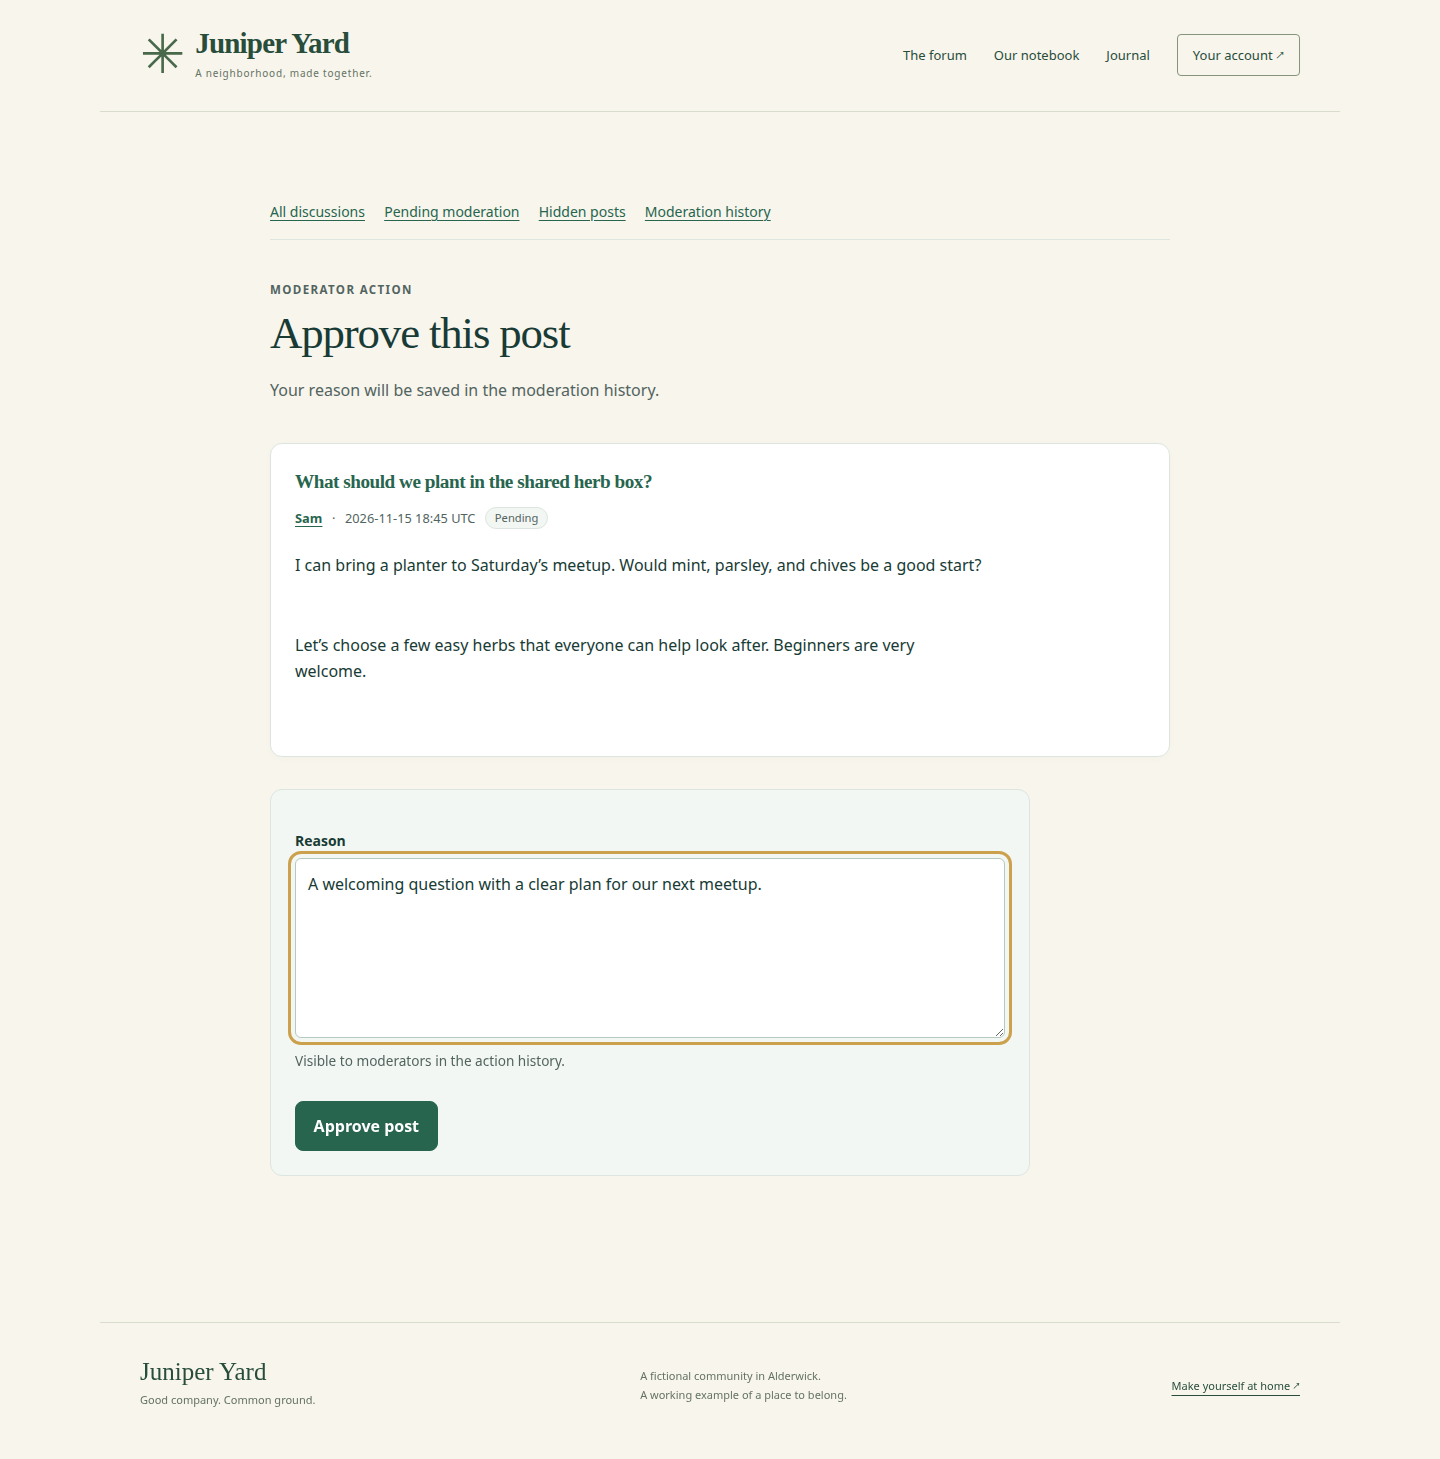 Juniper Yard
A neighborhood, made together.
The forum
Our notebook
Journal
Your account ↗
All discussions
Pending moderation
Hidden posts
Moderation history
MODERATOR ACTION
Approve this post
Your reason will be saved in the moderation history.
What should we plant in the shared herb box?
Sam · 2026-11-15 18:45 UTC Pending
I can bring a planter to Saturday’s meetup. Would mint, parsley, and chives be a good start?
Let’s choose a few easy herbs that everyone can help look after. Beginners are very
welcome.
Reason
A welcoming question with a clear plan for our next meetup.
Visible to moderators in the action history.
Approve post
Juniper Yard
Good company. Common ground.
A fictional community in Alderwick.
A working example of a place to belong.
Make yourself at home ↗